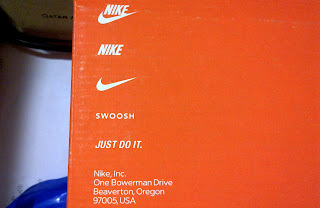 NIKE
NIKE
SWOOSH
JUST DO IT.
Nike, Inc.
One Bowerman Drive
Beaverton, Oregon
97005, USA